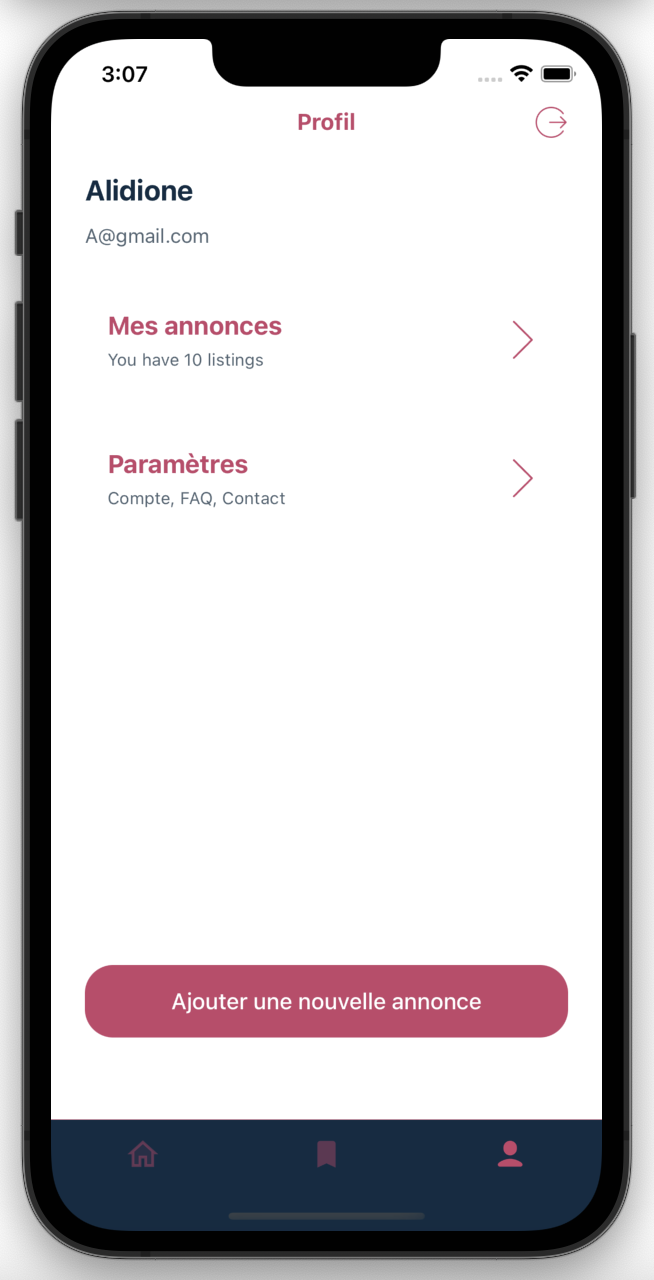 3:07
Profil
Alidione
A@gmail.com
Mes annonces
You have 10 listings
Paramètres
Compte, FAQ, Contact
Ajouter une nouvelle annonce